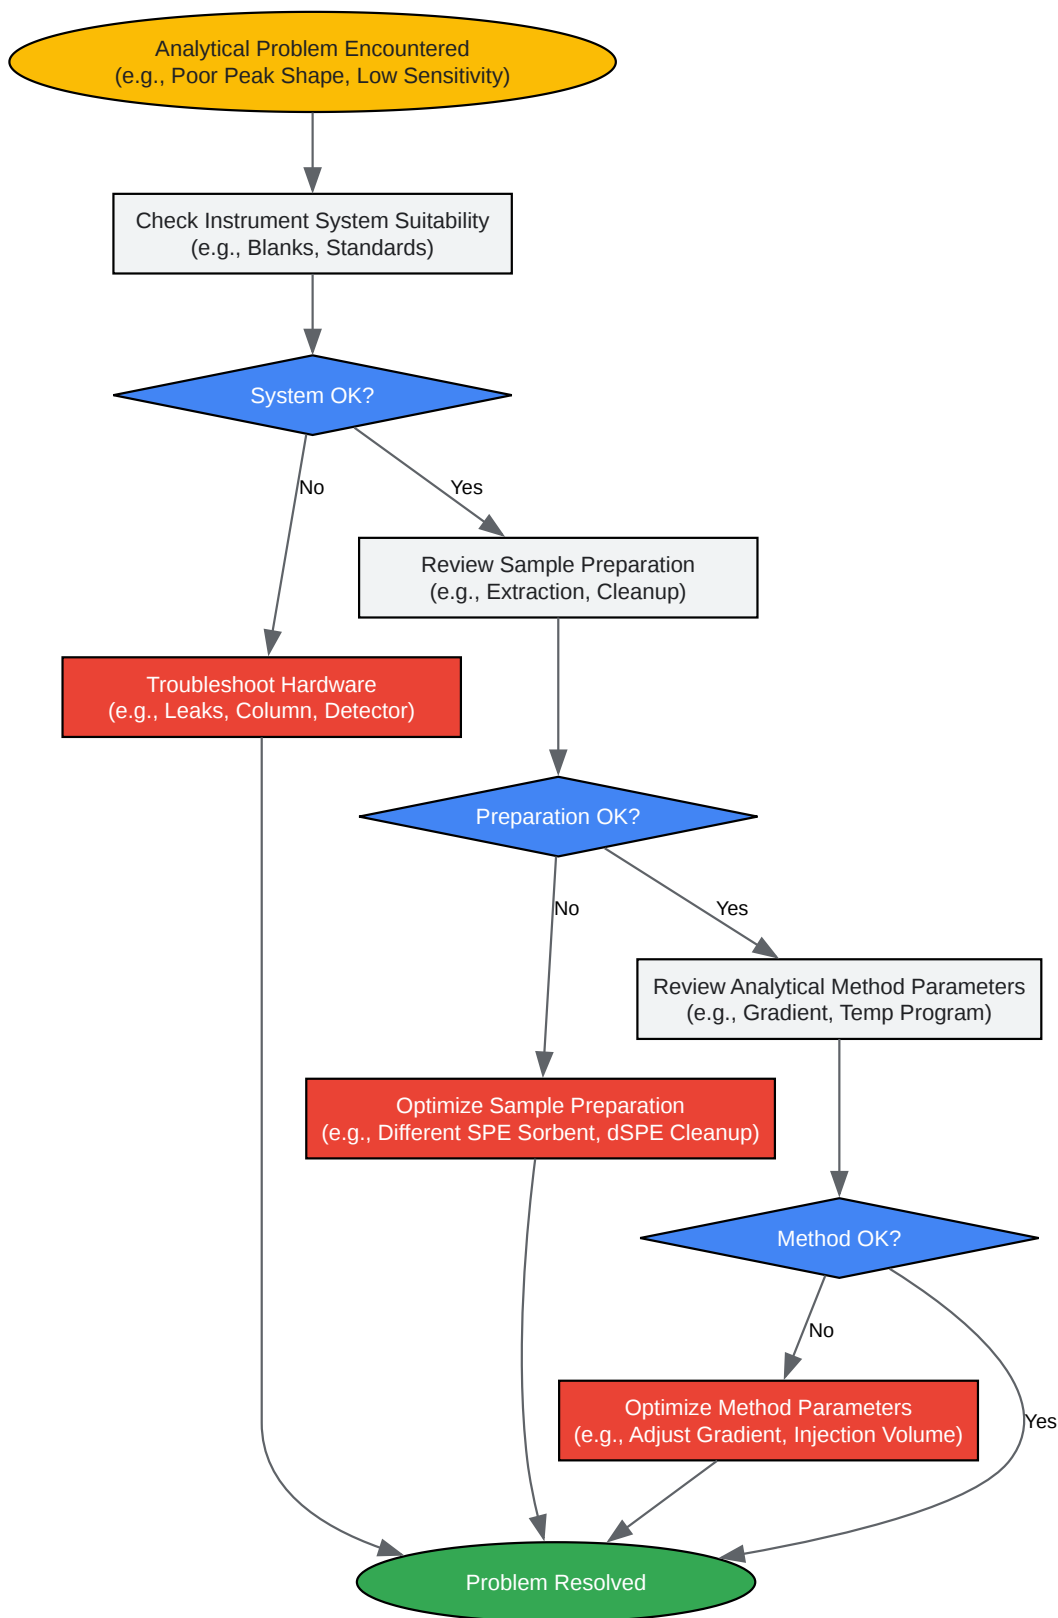 Analytical Problem Encountered
(e.g., Poor Peak Shape, Low Sensitivity)
Check Instrument System Suitability
(e.g., Blanks, Standards)
System OK?
No
Yes
Review Sample Preparation
(e.g., Extraction, Cleanup)
Troubleshoot Hardware
(e.g., Leaks, Column, Detector)
Preparation OK?
No
Yes
Review Analytical Method Parameters
(e.g., Gradient, Temp Program)
Optimize Sample Preparation
(e.g., Different SPE Sorbent, dSPE Cleanup)
Method OK?
No
Optimize Method Parameters
(e.g., Adjust Gradient, Injection Volume)
Yes
Problem Resolved